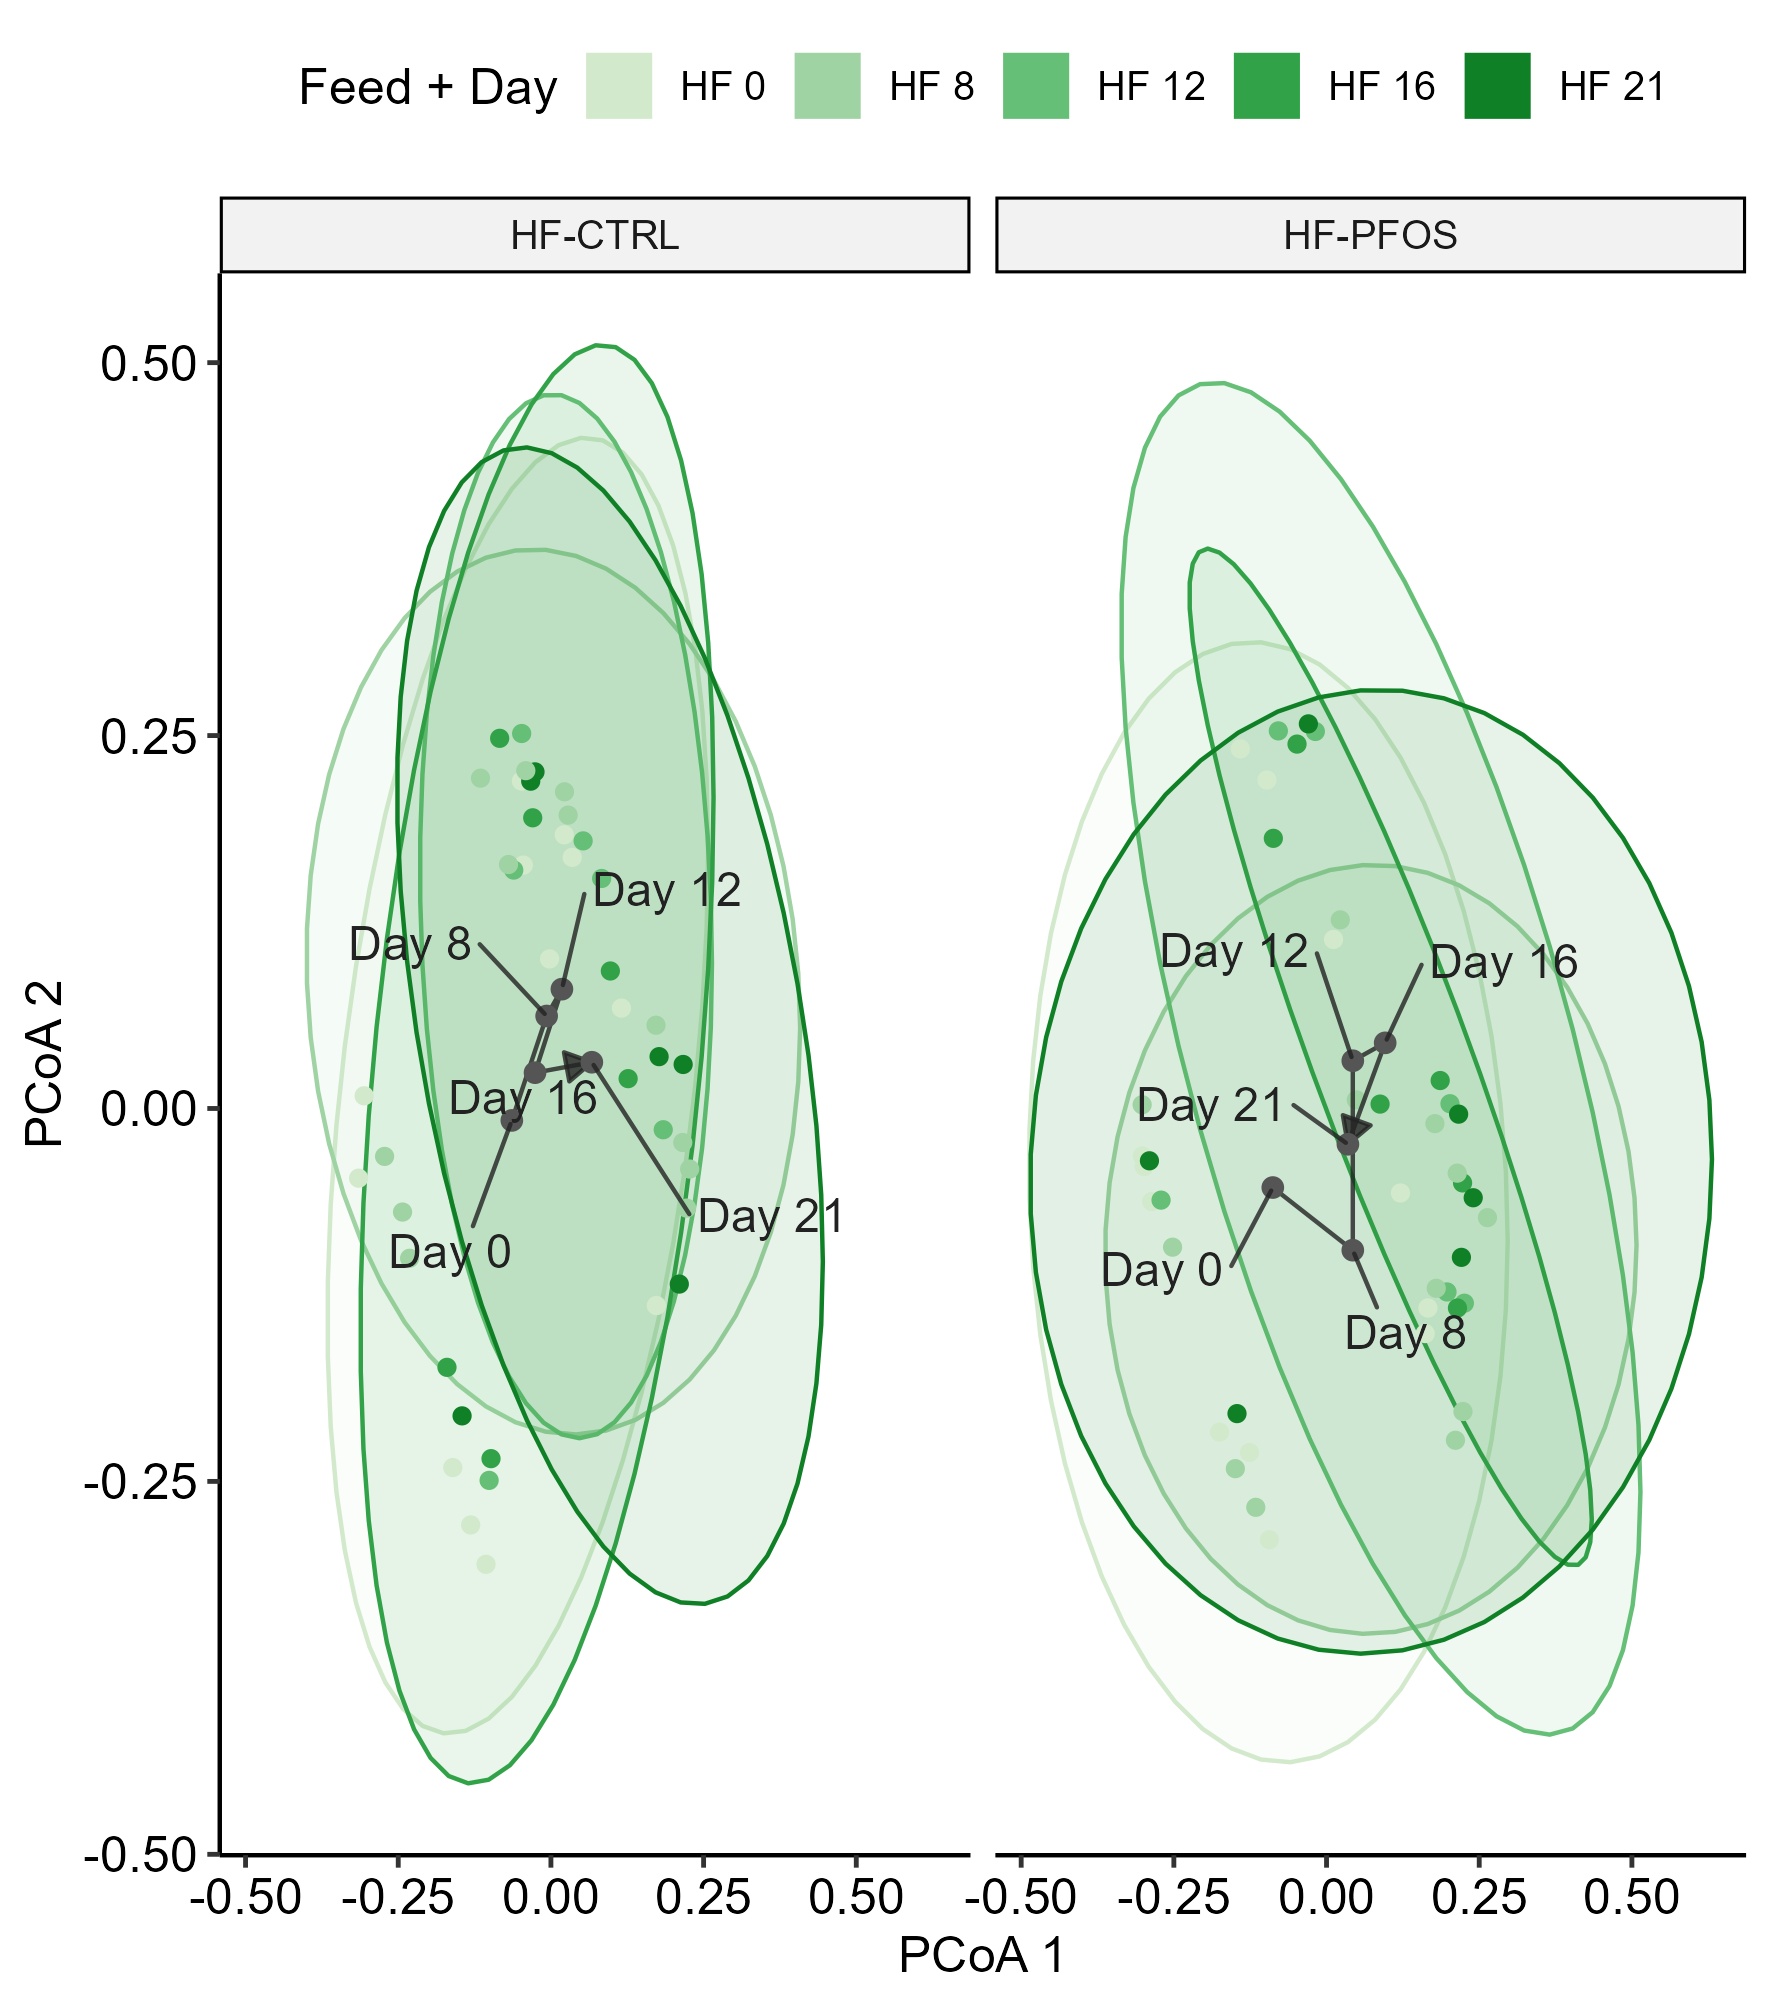 Feed + Day HF 0 HF 8 HF 12 HF 16 HF 21
HF-CTRL HF-PFOS
0.50
0.25
0.00
-0.25
-0.50
PCoA 2
Day 12
Day 8
Day 16
Day 21
Day 0
Day 12
Day 16
Day 21
Day 0
Day 8
-0.50 -0.25 0.00 0.25 0.50 -0.50 -0.25 0.00 0.25 0.50
PCoA 1